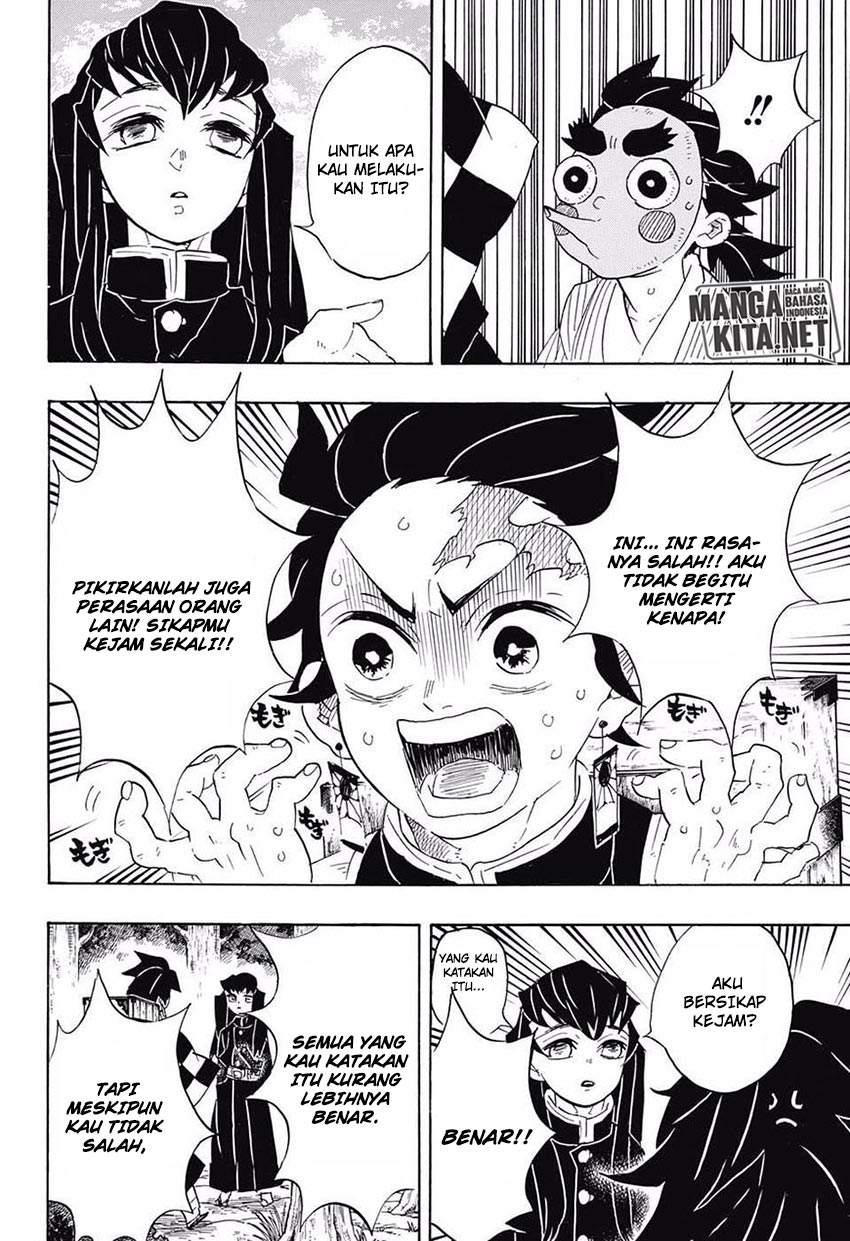 !!
UNTUK APA
KAU MELAKU-
KAN ITU?
MANGA
KITA.NET
BACA MANGA
BAHASA
INDONESIA
INI... INI RASA-
NYA SALAH!! AKU
TIDAK BEGITU
MENGERTI
KENAPA!
PIKIRKANLAH JUGA
PERASAAN ORANG
LAIN! SIKAPMU
KEJAM SEKALI!!
もぎ
もぎ
もぎ
もぎ
もぎ
AKU
BERSIKAP
KEJAM?
YANG KAU
KATAKAN
ITU...
BENAR!!
SEMUA YANG
KAU KATAKAN
ITU KURANG
LEBIHNYA
BENAR.
TAPI
MESKIPUN
KAU TIDAK
SALAH,